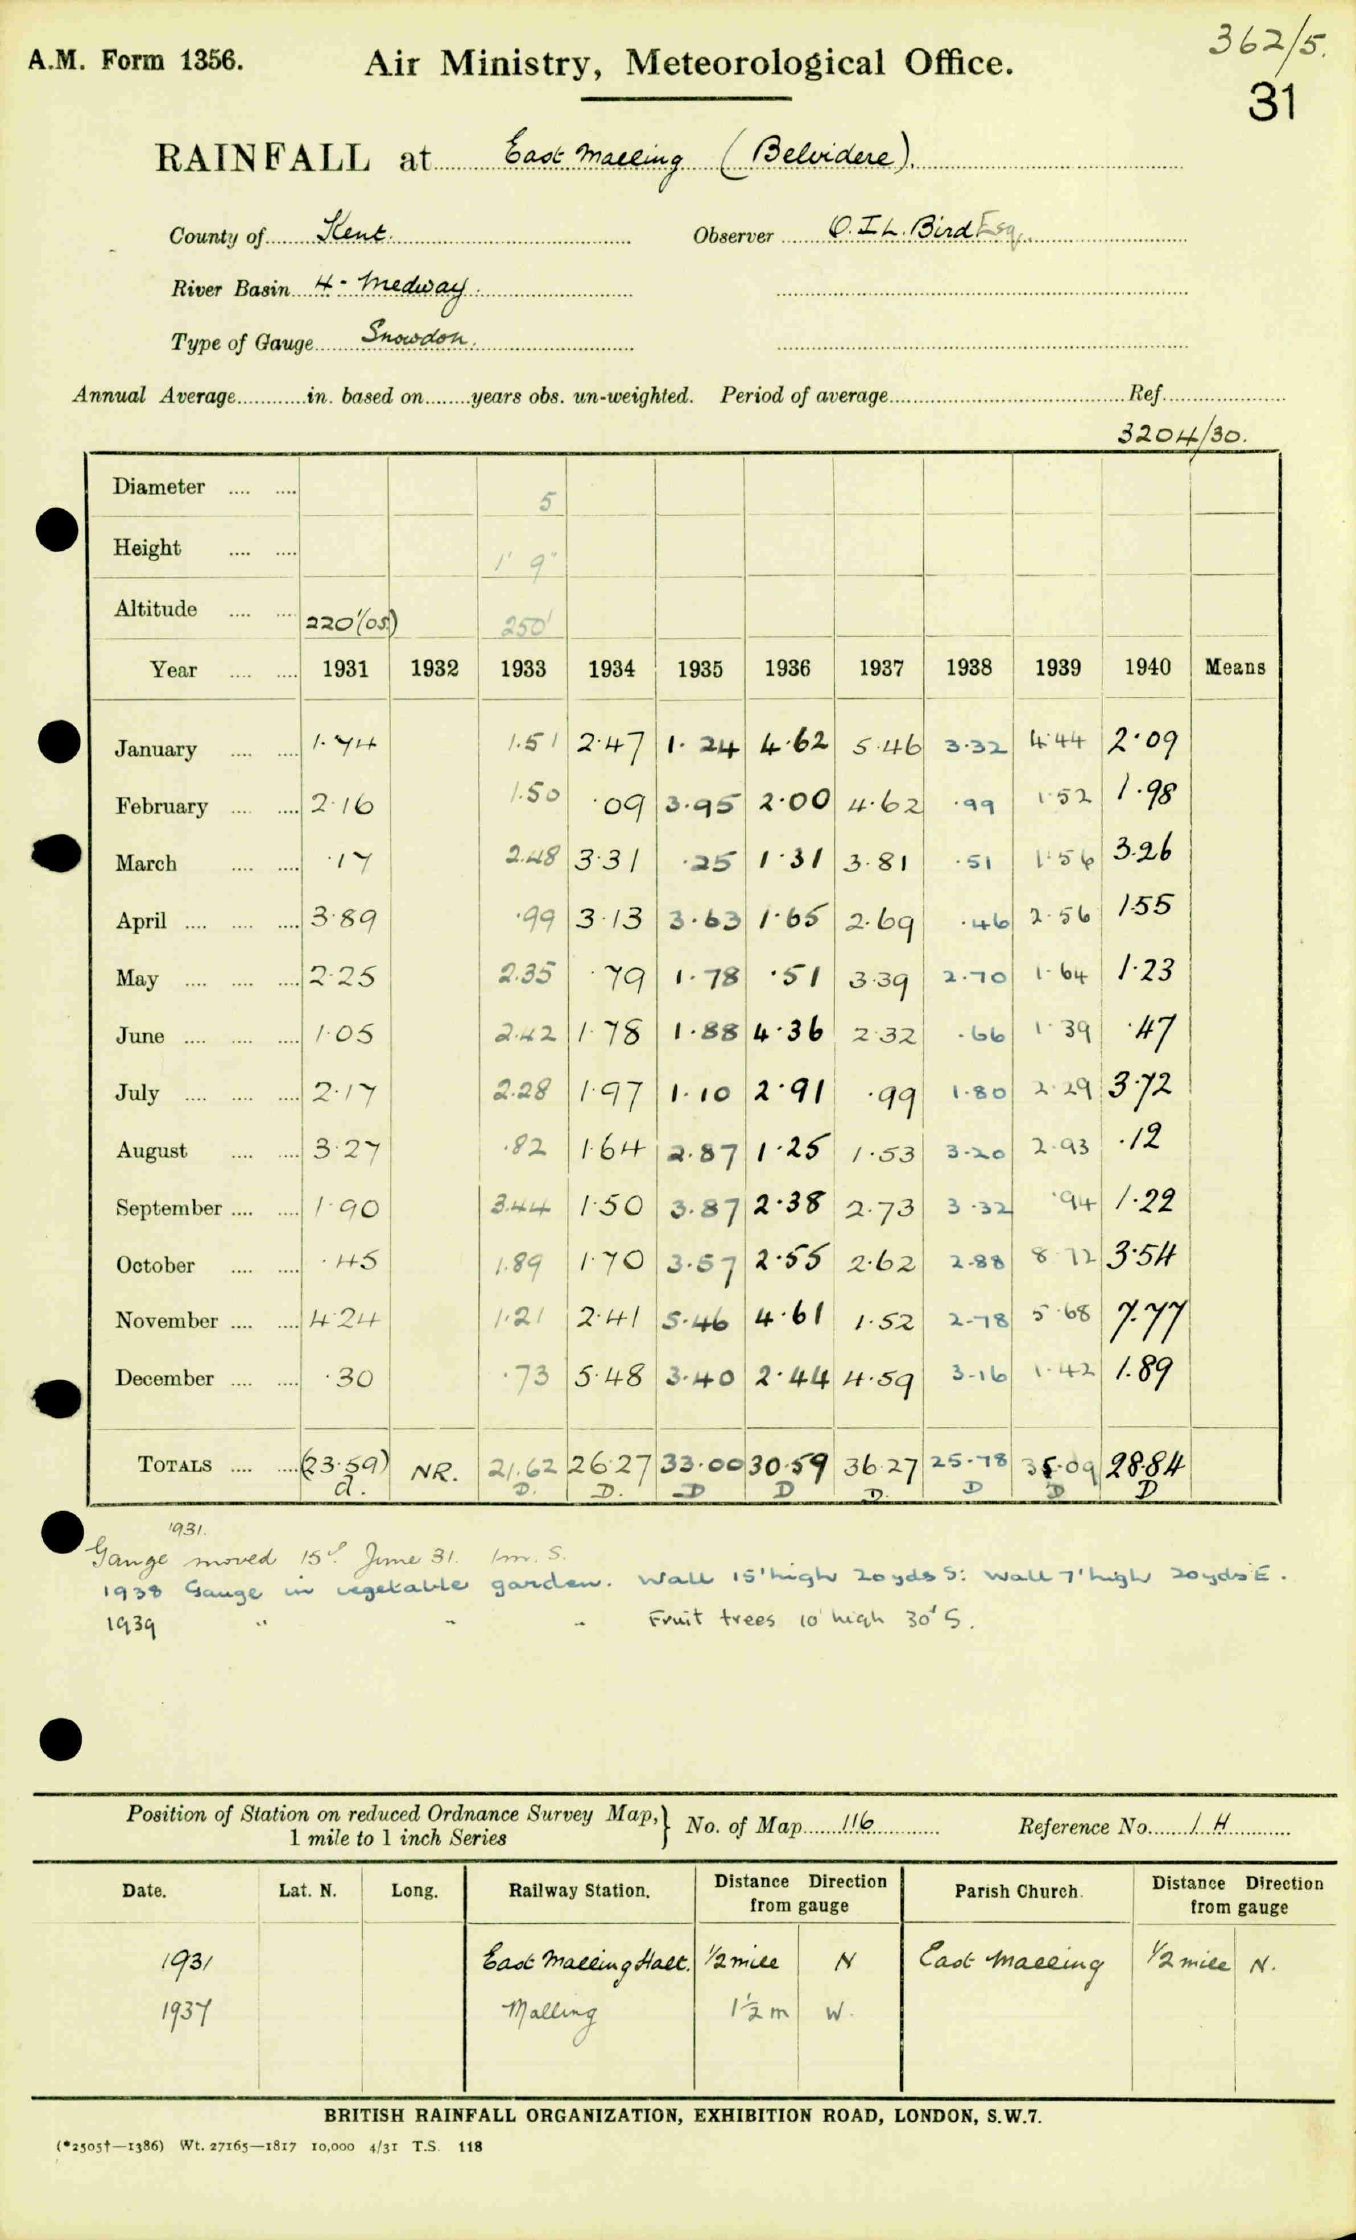 362/5.
A.M. Form 1356. Air Ministry, Meteorological Office.
31
RAINFALL at East Malling (Belvidere).
County of Kent. Observer O.I.L. Bird Esq.
River Basin 4 - Medway.
Type of Gauge Snowdon.
Annual Average............in. based on........years obs. un-weighted. Period of average.......... Ref..........
3204/30.
Diameter .... .... 5
Height .... .... 1' 9"
Altitude .... .... 220'(OS) 250'
Year .... .... 1931 1932 1933 1934 1935 1936 1937 1938 1939 1940 Means
January .... .... 1.74 1.51 2.47 1.24 4.62 5.46 3.32 4.44 2.09
February .... .... 2.16 1.50 .09 3.95 2.00 4.62 .99 1.52 1.98
March .... .... .17 2.48 3.31 .25 1.31 3.81 .51 1.56 3.26
April .... .... .... 3.89 .99 3.13 3.63 1.65 2.69 .46 2.56 1.55
May .... .... .... 2.25 2.35 .79 1.78 .51 3.39 2.70 1.64 1.23
June .... .... .... 1.05 2.42 1.78 1.88 4.36 2.32 .66 1.39 .47
July .... .... .... 2.17 2.28 1.97 1.10 2.91 .99 1.80 2.29 3.72
August .... .... 3.27 .82 1.64 2.87 1.25 1.53 3.20 2.93 .12
September .... .... 1.90 3.44 1.50 3.87 2.38 2.73 3.32 .94 1.22
October .... .... .45 1.89 1.70 3.57 2.55 2.62 2.88 8.72 3.54
November .... .... 4.24 1.21 2.41 5.46 4.61 1.52 2.78 5.68 7.77
December .... .... .30 .73 5.48 3.40 2.44 4.59 3.16 1.42 1.89
TOTALS .... .... (23.59) NR. 21.62 26.27 33.00 30.59 36.27 25.78 35.09 28.84
d. D. D. D D D. D D D
1931.
Gauge moved 15th June 31. 1m. S.
1938 Gauge in vegetable garden. Wall 15' high 20yds S: Wall 7' high 20yds E.
1939 " " " Fruit trees 10' high 30' S.
Position of Station on reduced Ordnance Survey Map,} No. of Map 116 Reference No. 1 H
1 mile to 1 inch Series
Date. Lat. N. Long. Railway Station. Distance Direction from gauge Parish Church. Distance Direction from gauge
1931 East Malling Halt. 1/2 mile N East Malling 1/2 mile N.
1937 Malling 1 1/2 m W.
BRITISH RAINFALL ORGANIZATION, EXHIBITION ROAD, LONDON, S.W.7.
(*2505†—1386) Wt. 27165—1817 10,000 4/31 T.S. 118